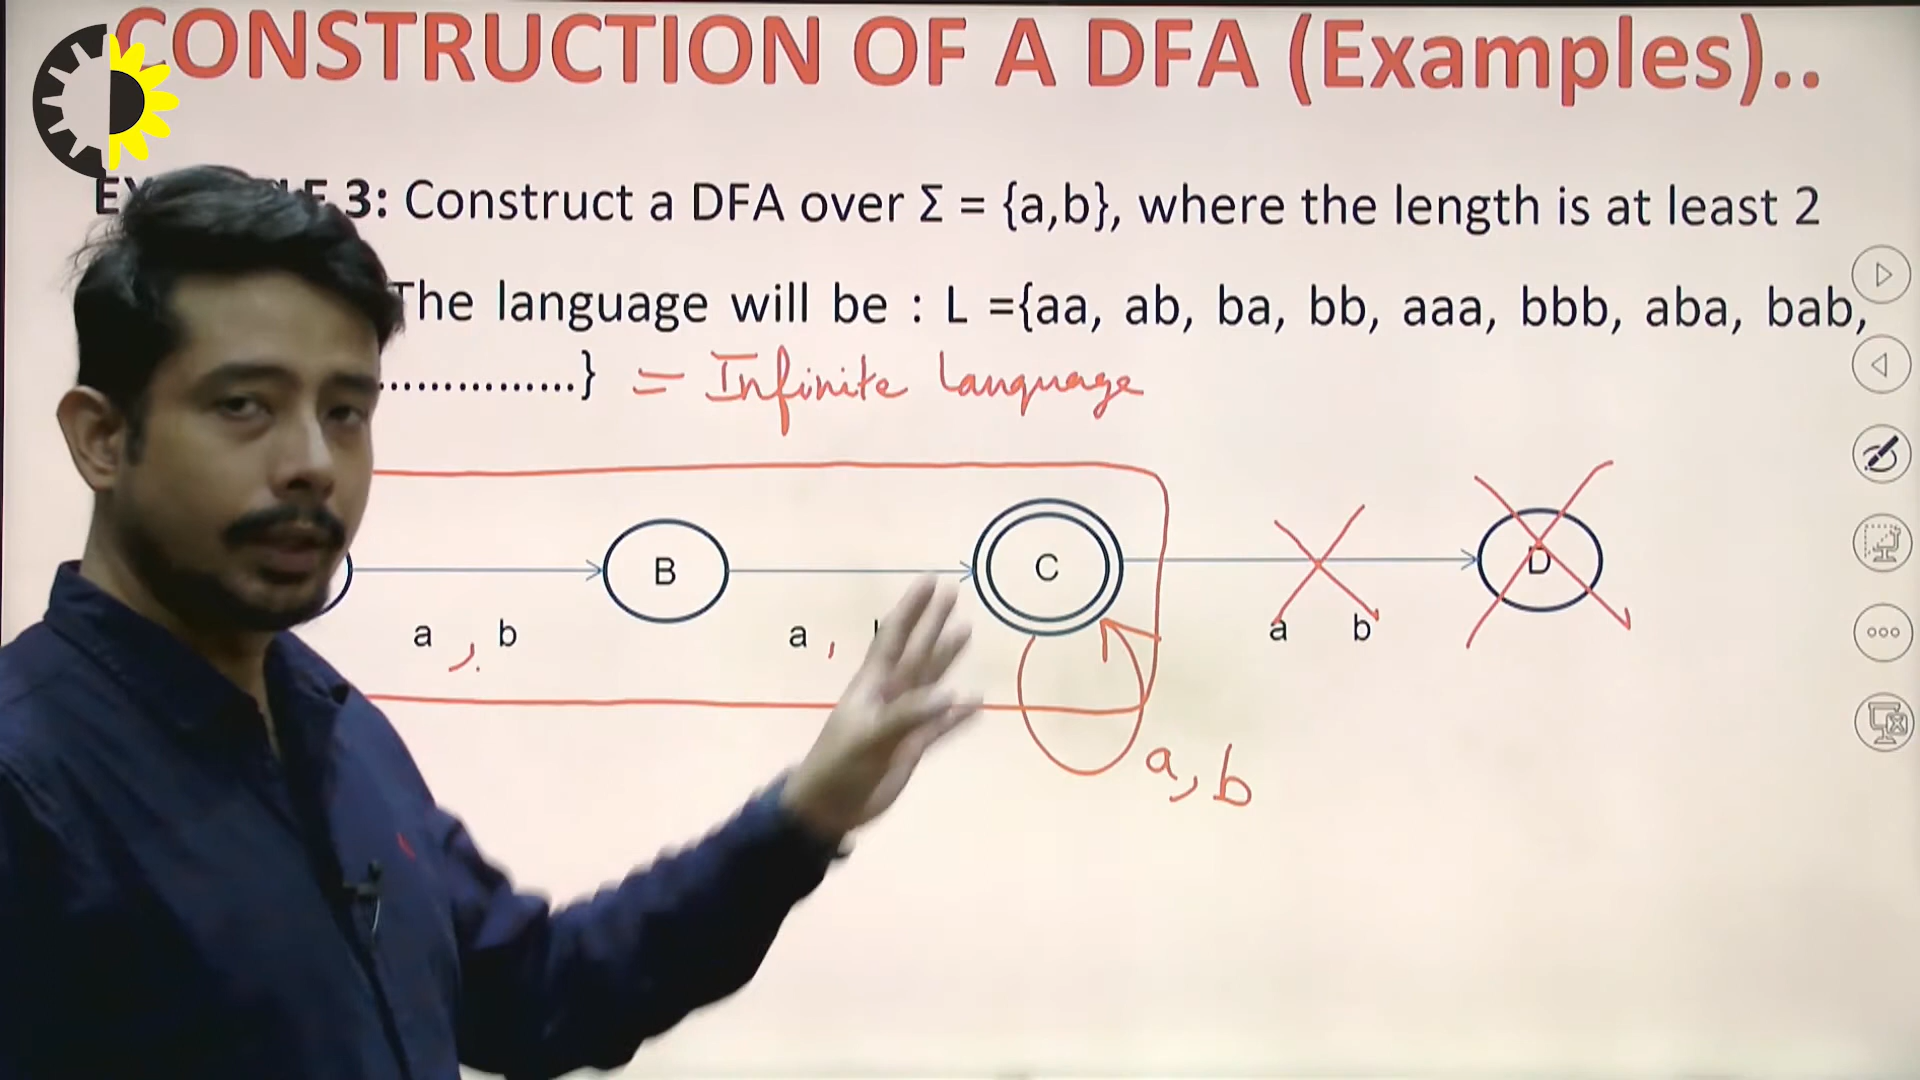 CONSTRUCTION OF A DFA (Examples)..
3: Construct a DFA over Σ = {a,b}, where the length is at least 2
The language will be : L ={aa, ab, ba, bb, aaa, bbb, aba, bab,
...............} = Infinite Language
B C D
a , b a , a b
a, b